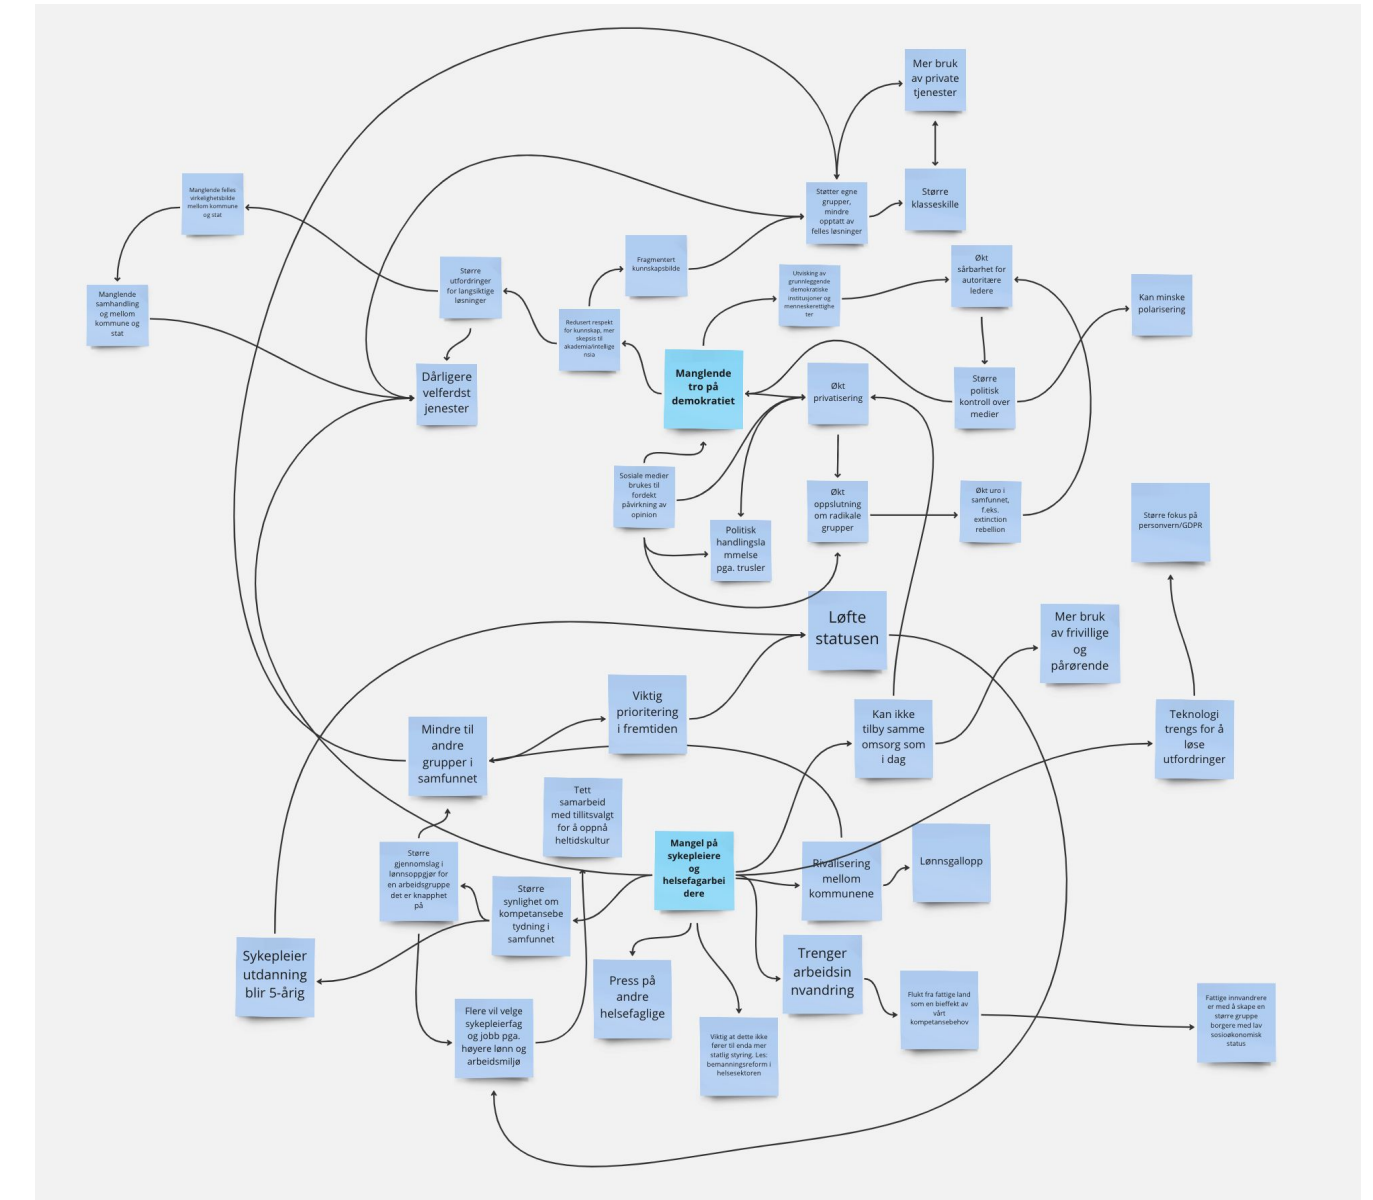 Mer bruk
av private
tjenester
Manglende felles
virkelighetsbilde
mellom kommune
og stat
Støtter egne
grupper,
mindre
opptatt av
felles løsninger
Større
klasseskille
Fragmentert
kunnskapsbilde
Større
utfordringer
for langsiktige
løsninger
Utvisking av
grunnleggende
demokratiske
institusjoner og
menneskerettighe
ter
Økt
sårbarhet for
autoritære
ledere
Kan minske
polarisering
Manglende
samhandling
og mellom
kommune og
stat
Redusert respekt
for kunnskap, mer
skepsis til
akademia/intellige
nsia
Dårligere
velferdst
jenester
Manglende
tro på
demokratiet
Økt
privatisering
Større
politisk
kontroll over
medier
Sosiale medier
brukes til
fordekt
påvirkning av
opinion
Økt
oppslutning
om radikale
grupper
Økt uro i
samfunnet,
f.eks.
extinction
rebellion
Større fokus på
personvern/GDPR
Politisk
handlingsla
mmelse
pga. trusler
Løfte
statusen
Mer bruk
av frivillige
og
pårørende
Viktig
prioritering
i fremtiden
Kan ikke
tilby samme
omsorg som
i dag
Teknologi
trengs for å
løse
utfordringer
Mindre til
andre
grupper i
samfunnet
Tett
samarbeid
med tillitsvalgt
for å oppnå
heltidskultur
Mangel på
sykepleiere
og
helsefagarbei
dere
Rivalisering
mellom
kommunene
Lønnsgallopp
Større
gjennomslag i
lønnsoppgjør for
en arbeidsgruppe
det er knapphet
på
Større
synlighet om
kompetansebe
tydning i
samfunnet
Sykepleier
utdanning
blir 5-årig
Press på
andre
helsefaglige
Trenger
arbeidsin
nvandring
Flukt fra fattige land
som en bieffekt av
vårt
kompetansebehov
Fattige innvandrere
er med å skape en
større gruppe
borgere med lav
sosioøkonomisk
status
Flere vil velge
sykepleierfag
og jobb pga.
høyere lønn og
arbeidsmiljø
Viktig at dette ikke
fører til enda mer
statlig styring. Les:
bemanningsreform i
helsesektoren